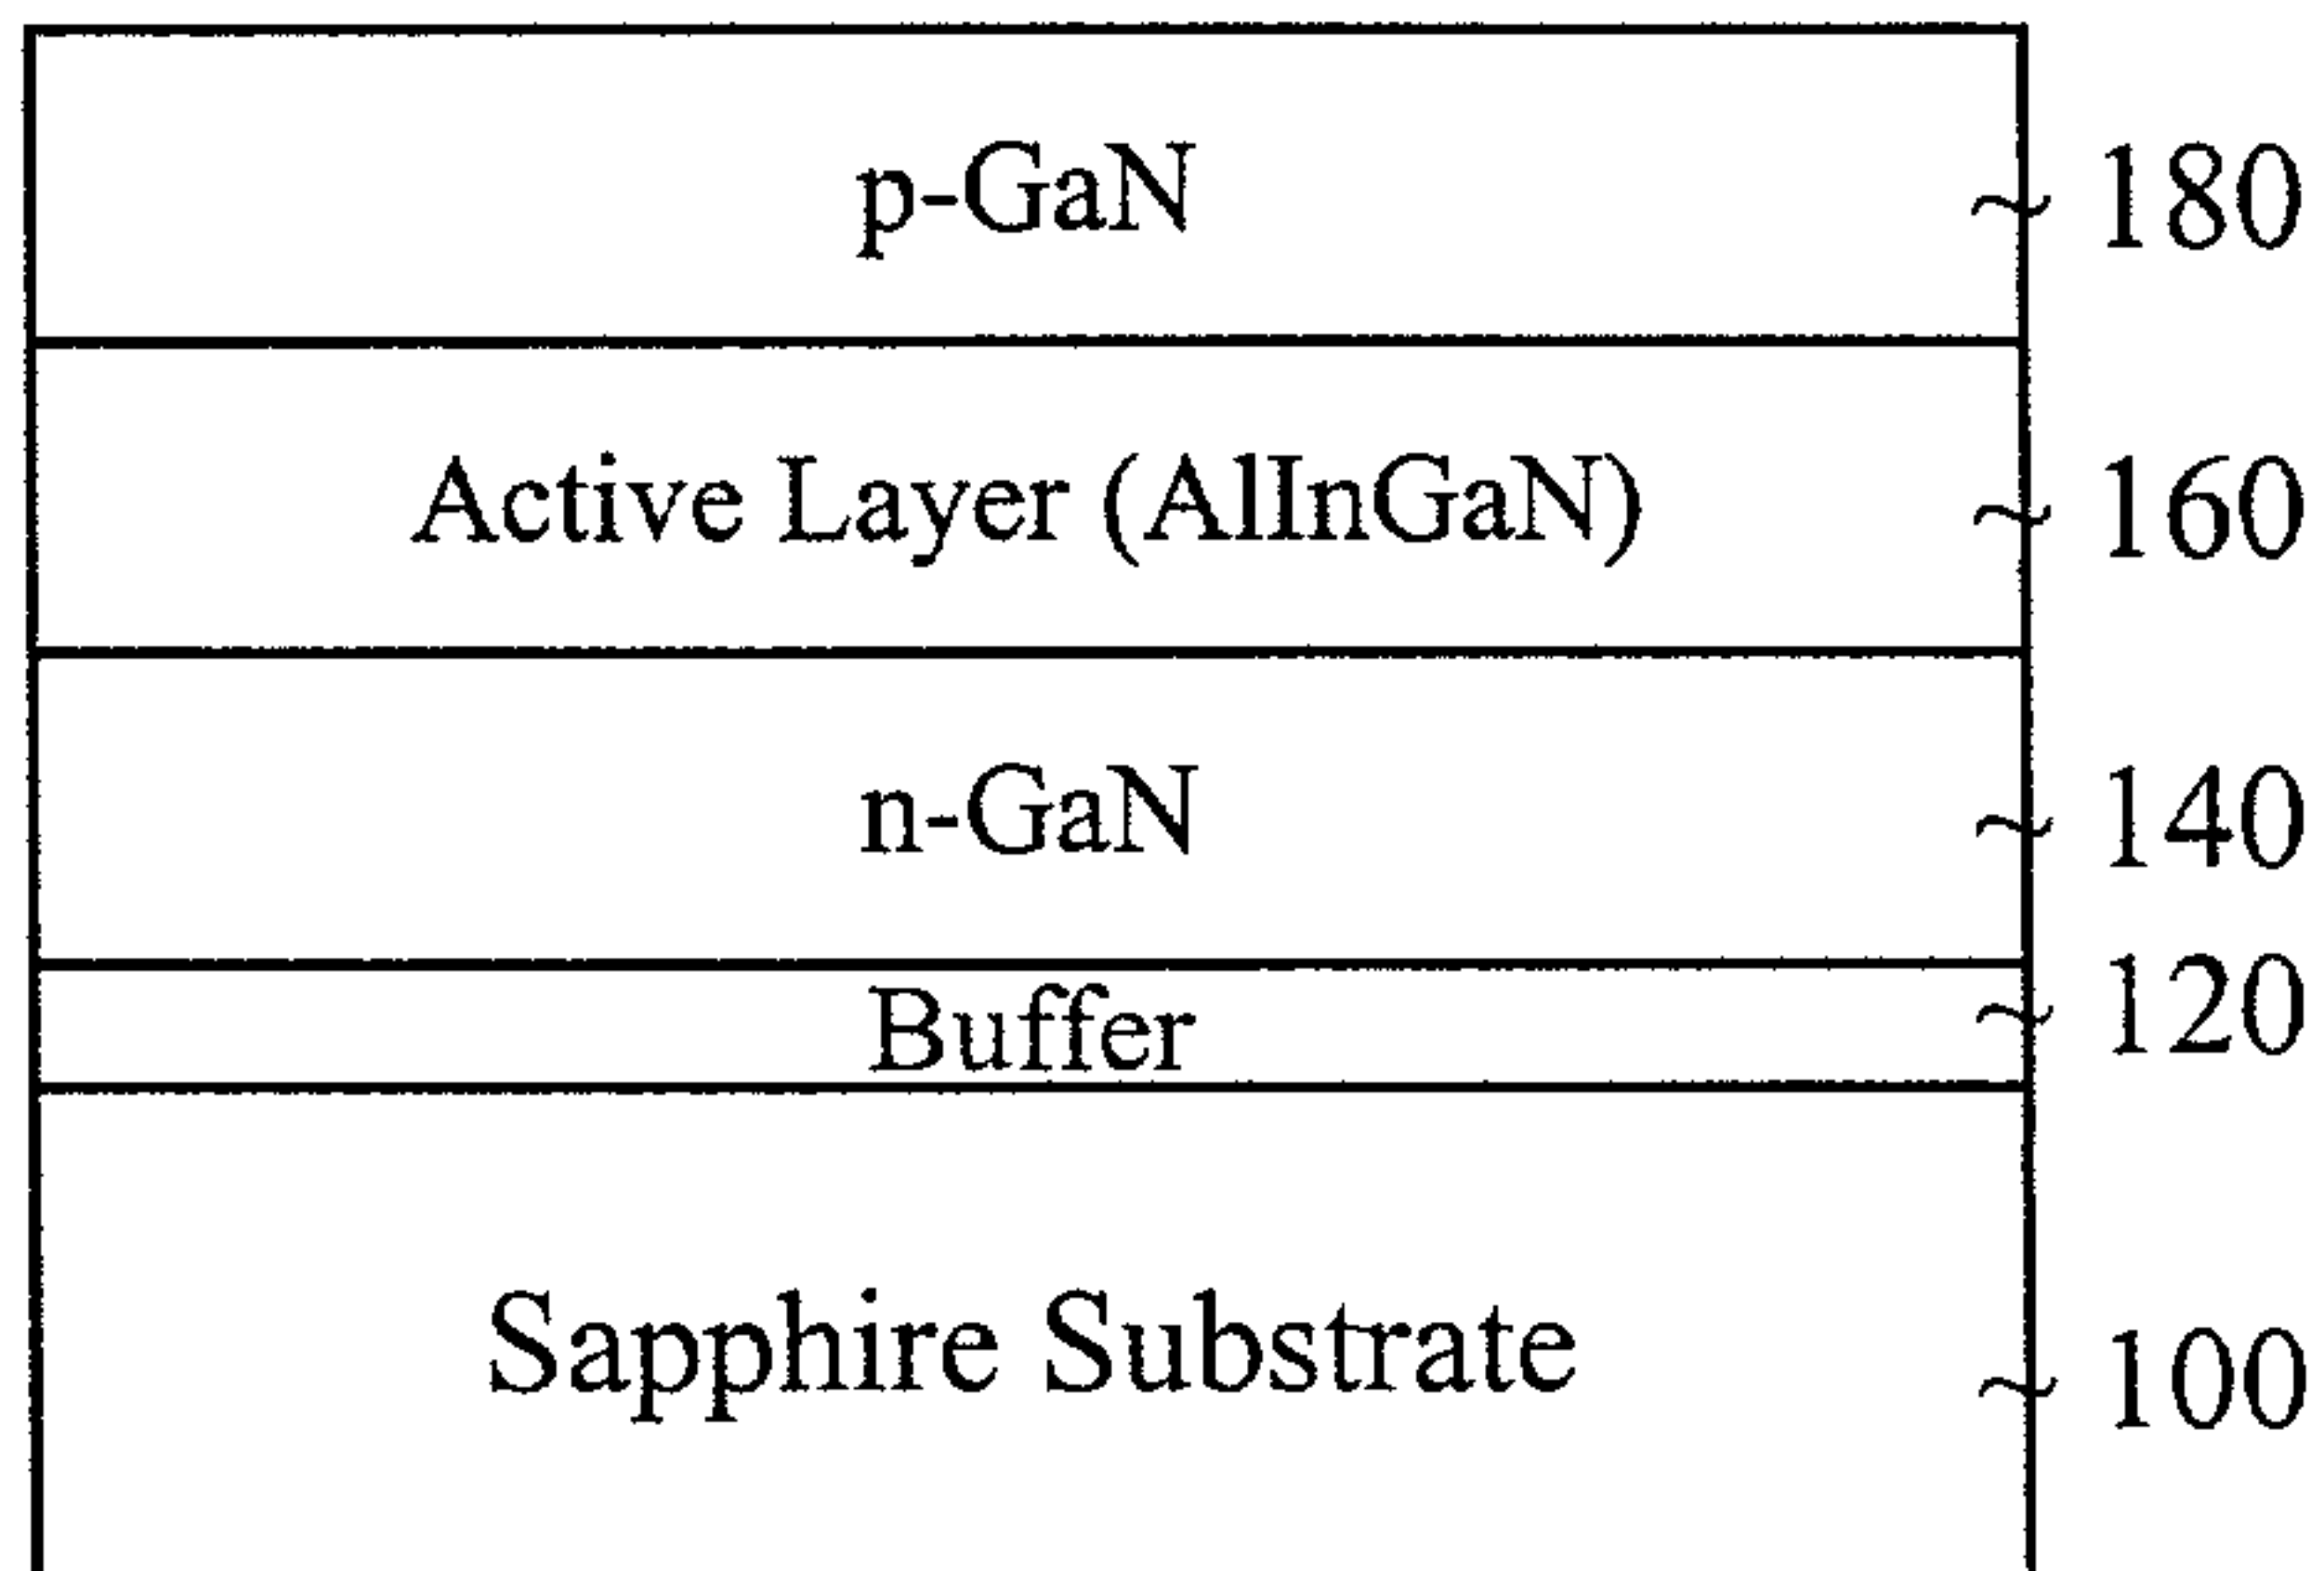 p-GaN ~ 180
Active Layer (AlInGaN) ~ 160
n-GaN ~ 140
Buffer ~ 120
Sapphire Substrate ~ 100